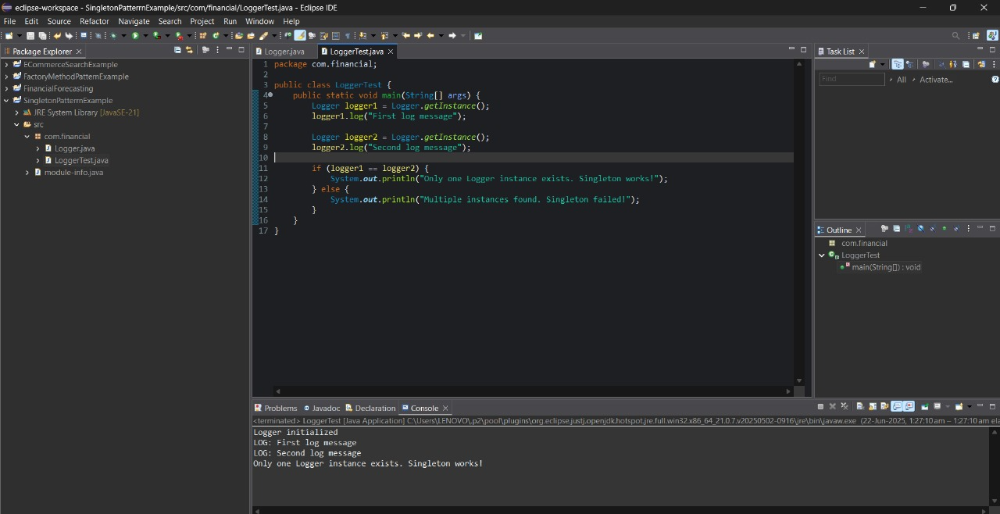 eclipse-workspace - SingletonPatterrnExample/src/com/financial/LoggerTest.java - Eclipse IDE
File Edit Source Refactor Navigate Search Project Run Window Help
Package Explorer
ECommerceSearchExample
FactoryMethodPatternExample
FinancialForecasting
SingletonPatterrnExample
JRE System Library [JavaSE-21]
src
com.financial
Logger.java
LoggerTest.java
module-info.java
Logger.java LoggerTest.java
1 package com.financial;
2
3 public class LoggerTest {
4 public static void main(String[] args) {
5 Logger logger1 = Logger.getInstance();
6 logger1.log("First log message");
7
8 Logger logger2 = Logger.getInstance();
9 logger2.log("Second log message");
10
11 if (logger1 == logger2) {
12 System.out.println("Only one Logger instance exists. Singleton works!");
13 } else {
14 System.out.println("Multiple instances found. Singleton failed!");
15 }
16 }
17 }
Task List
Find All Activate...
Outline
com.financial
LoggerTest
main(String[]) : void
Problems Javadoc Declaration Console
<terminated> LoggerTest [Java Application] C:\Users\LENOVO\.p2\pool\plugins\org.eclipse.justj.openjdk.hotspot.jre.full.win32.x86_64_21.0.7.v20250502-0916\jre\bin\javaw.exe (22-Jun-2025, 1:27:10 am – 1:27:10 am ela
Logger initialized
LOG: First log message
LOG: Second log message
Only one Logger instance exists. Singleton works!